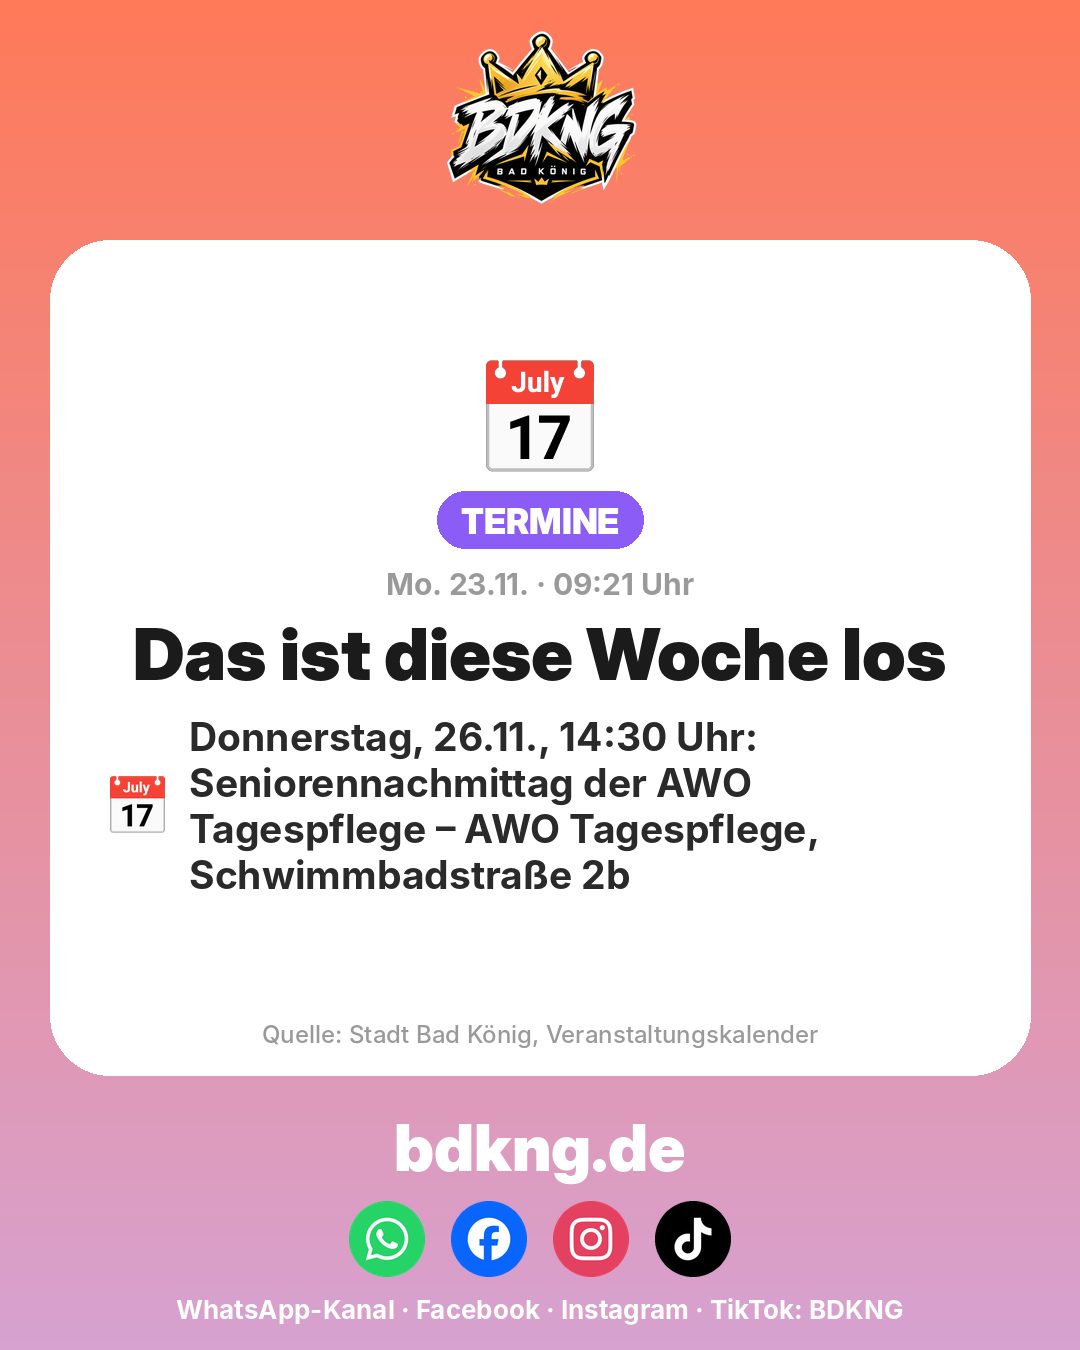 BDKNG
BAD KÖNIG
July
17
TERMINE
Mo. 23.11. · 09:21 Uhr
Das ist diese Woche los
July
17
Donnerstag, 26.11., 14:30 Uhr:
Seniorennachmittag der AWO
Tagespflege – AWO Tagespflege,
Schwimmbadstraße 2b
Quelle: Stadt Bad König, Veranstaltungskalender
bdkng.de
WhatsApp-Kanal · Facebook · Instagram · TikTok: BDKNG